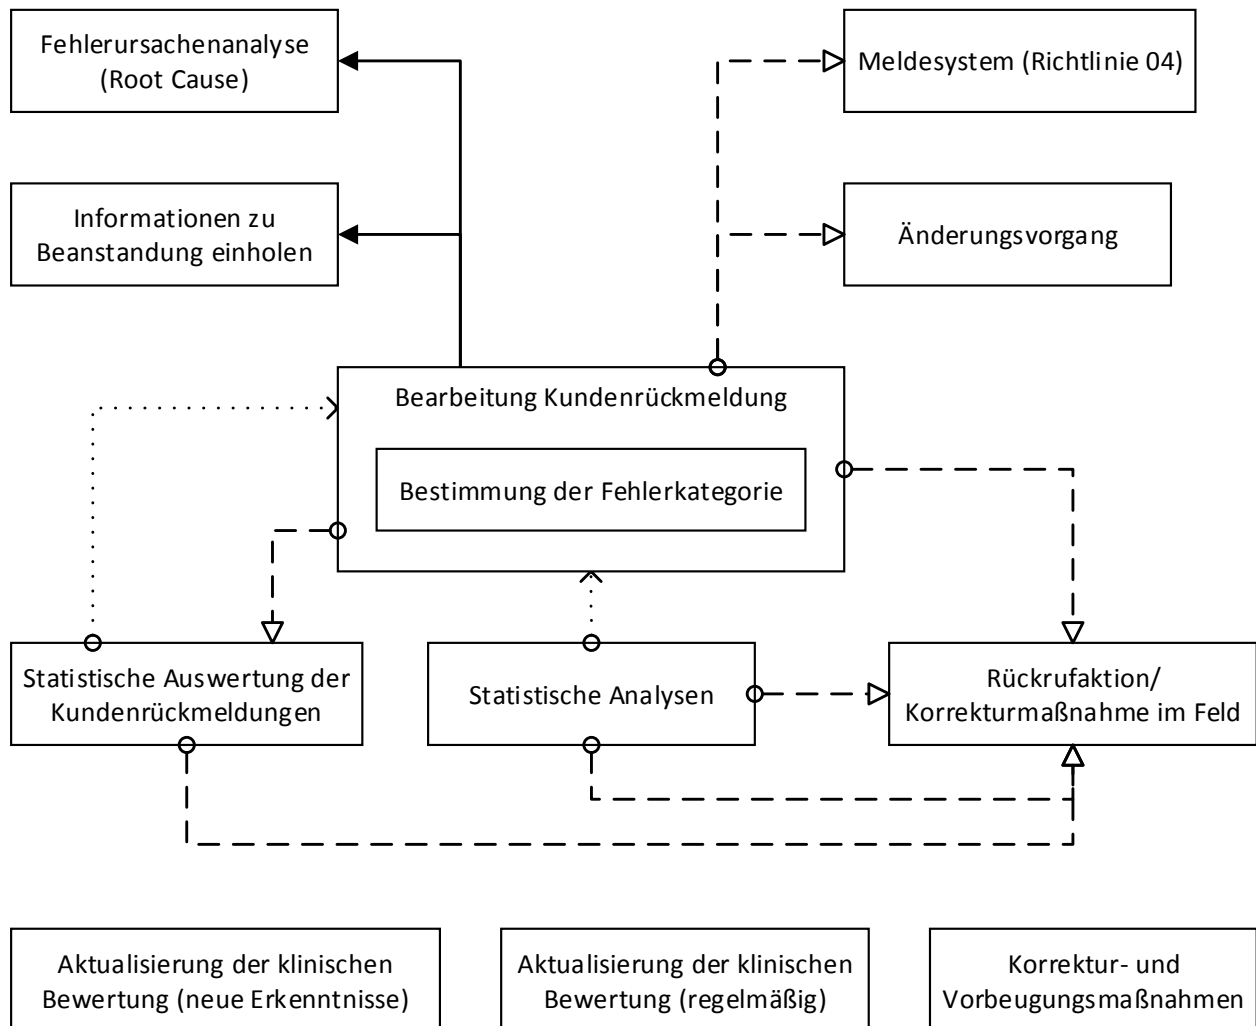 Fehlerursachenanalyse
(Root Cause)
Meldesystem (Richtlinie 04)
Informationen zu
Beanstandung einholen
Änderungsvorgang
Bearbeitung Kundenrückmeldung
Bestimmung der Fehlerkategorie
Statistische Auswertung der
Kundenrückmeldungen
Statistische Analysen
Rückrufaktion/
Korrekturmaßnahme im Feld
Aktualisierung der klinischen
Bewertung (neue Erkenntnisse)
Aktualisierung der klinischen
Bewertung (regelmäßig)
Korrektur- und
Vorbeugungsmaßnahmen